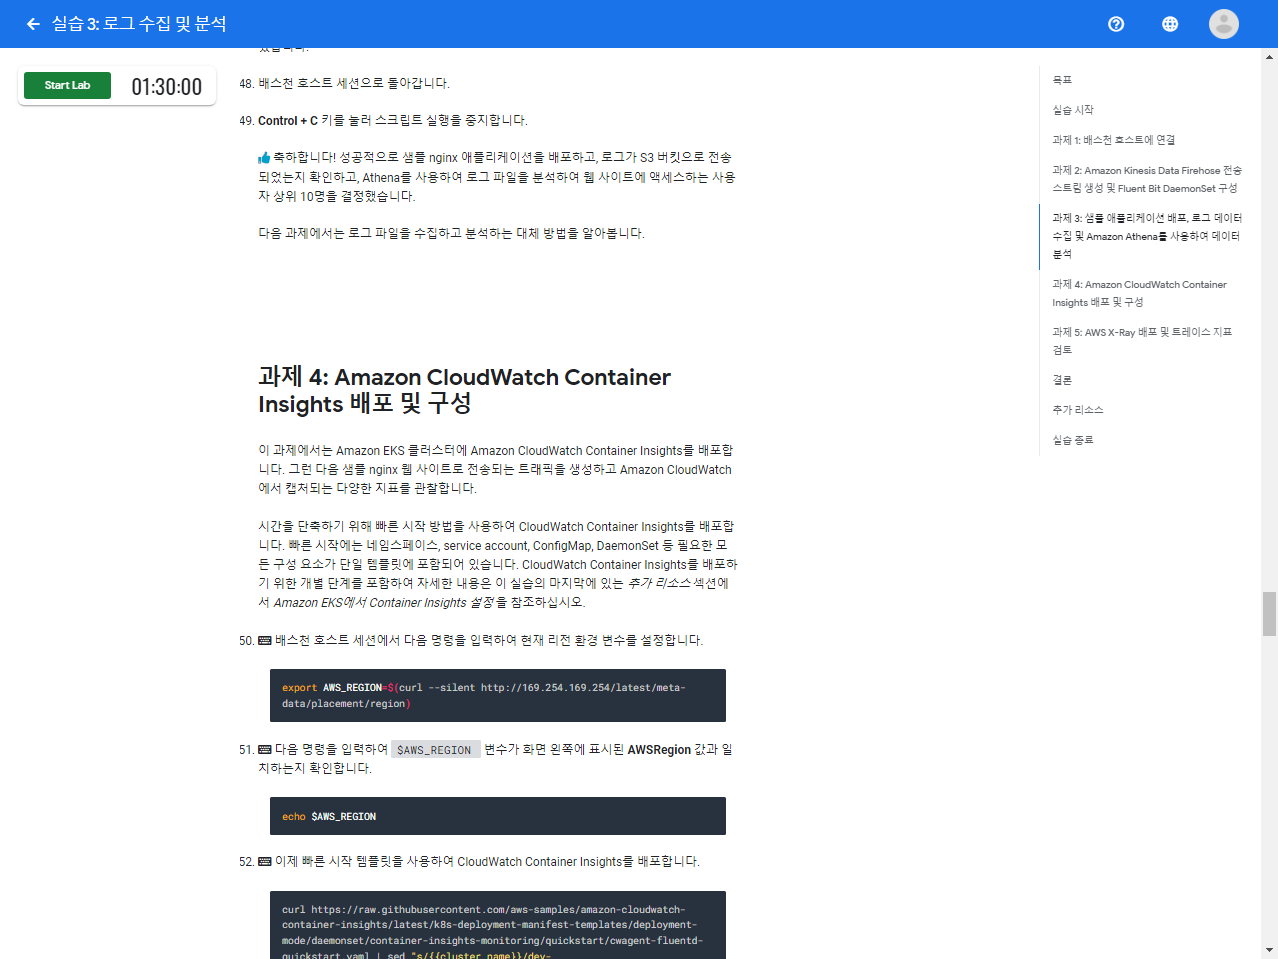 실습 3: 로그 수집 및 분석
Start Lab
01:30:00
있습니다.
48. 배스천 호스트 세션으로 돌아갑니다.
49. Control + C 키를 눌러 스크립트 실행을 중지합니다.
축하합니다! 성공적으로 샘플 nginx 애플리케이션을 배포하고, 로그가 S3 버킷으로 전송
되었는지 확인하고, Athena를 사용하여 로그 파일을 분석하여 웹 사이트에 액세스하는 사용
자 상위 10명을 결정했습니다.
다음 과제에서는 로그 파일을 수집하고 분석하는 대체 방법을 알아봅니다.
과제 4: Amazon CloudWatch Container
Insights 배포 및 구성
이 과제에서는 Amazon EKS 클러스터에 Amazon CloudWatch Container Insights를 배포합
니다. 그런 다음 샘플 nginx 웹 사이트로 전송되는 트래픽을 생성하고 Amazon CloudWatch
에서 캡처되는 다양한 지표를 관찰합니다.
시간을 단축하기 위해 빠른 시작 방법을 사용하여 CloudWatch Container Insights를 배포합
니다. 빠른 시작에는 네임스페이스, service account, ConfigMap, DaemonSet 등 필요한 모
든 구성 요소가 단일 템플릿에 포함되어 있습니다. CloudWatch Container Insights를 배포하
기 위한 개별 단계를 포함하여 자세한 내용은 이 실습의 마지막에 있는 추가 리소스 섹션에
서 Amazon EKS에서 Container Insights 설정을 참조하십시오.
50. 배스천 호스트 세션에서 다음 명령을 입력하여 현재 리전 환경 변수를 설정합니다.
export AWS_REGION=$(curl --silent http://169.254.169.254/latest/meta-
data/placement/region)
51. 다음 명령을 입력하여 $AWS_REGION 변수가 화면 왼쪽에 표시된 AWSRegion 값과 일
치하는지 확인합니다.
echo $AWS_REGION
52. 이제 빠른 시작 템플릿을 사용하여 CloudWatch Container Insights를 배포합니다.
curl https://raw.githubusercontent.com/aws-samples/amazon-cloudwatch-
container-insights/latest/k8s-deployment-manifest-templates/deployment-
mode/daemonset/container-insights-monitoring/quickstart/cwagent-fluentd-
quickstart.yaml | sed "s/{{cluster_name}}/dev-
목표
실습 시작
과제 1: 배스천 호스트에 연결
과제 2: Amazon Kinesis Data Firehose 전송
스트림 생성 및 Fluent Bit DaemonSet 구성
과제 3: 샘플 애플리케이션 배포, 로그 데이터
수집 및 Amazon Athena를 사용하여 데이터
분석
과제 4: Amazon CloudWatch Container
Insights 배포 및 구성
과제 5: AWS X-Ray 배포 및 트레이스 지표
검토
결론
추가 리소스
실습 종료